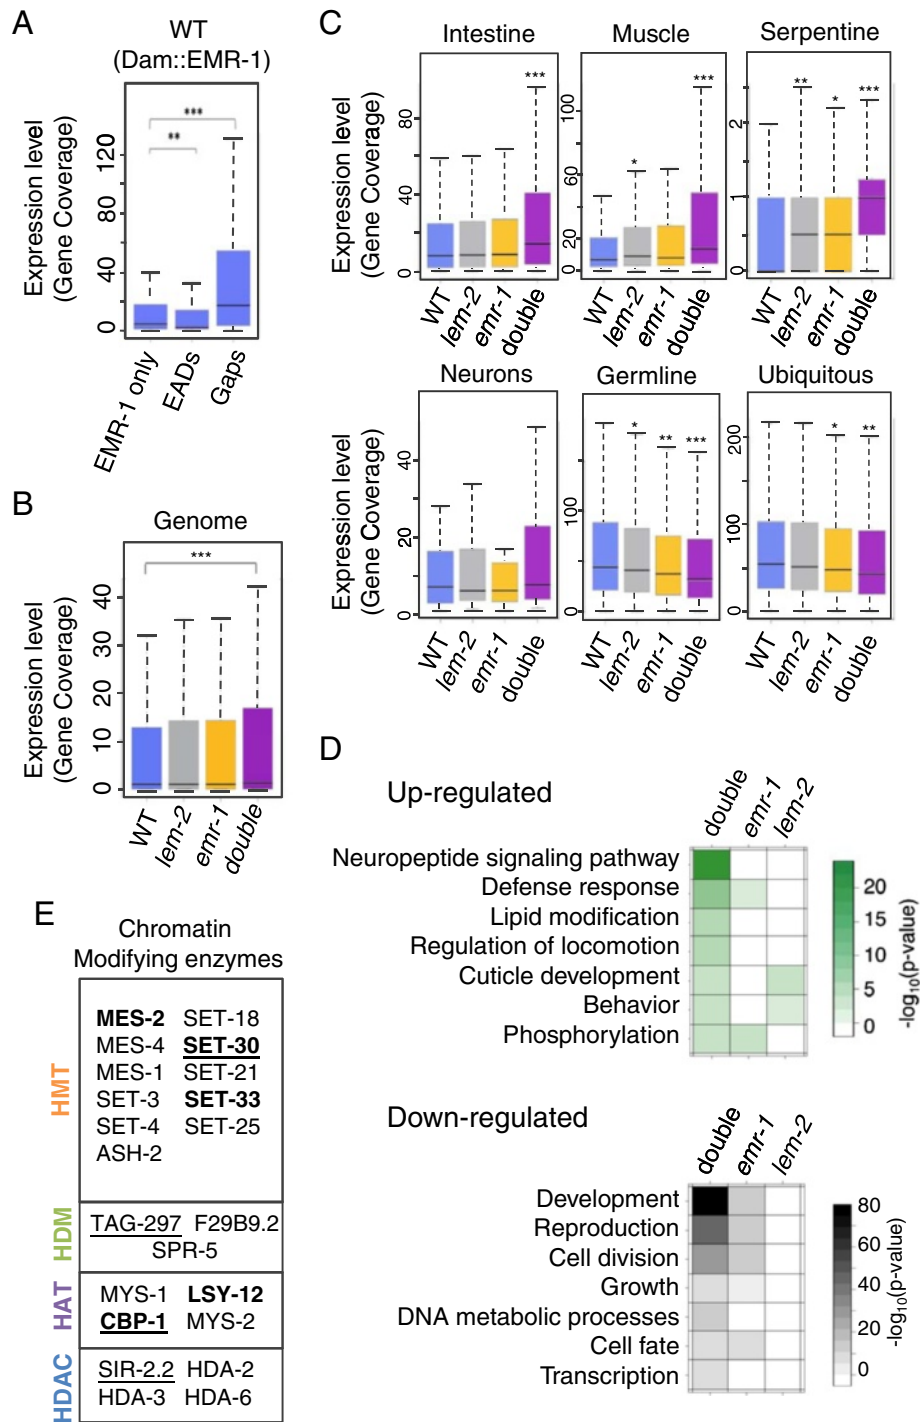 A
WT
(Dam::EMR-1)
Expression level
(Gene Coverage)
0
40
80
120
**
***
EMR-1 only
EADs
Gaps
B
Genome
Expression level
(Gene Coverage)
0
10
20
30
40
***
WT
lem-2
emr-1
double
C
Intestine
Muscle
Serpentine
Expression level
(Gene Coverage)
0
40
80
***
WT
lem-2
emr-1
double
0
20
60
100
*
***
WT
lem-2
emr-1
double
0
1
2
**
*
***
WT
lem-2
emr-1
double
Neurons
Germline
Ubiquitous
Expression level
(Gene Coverage)
0
20
40
WT
lem-2
emr-1
double
0
100
*
**
***
WT
lem-2
emr-1
double
0
100
200
*
**
WT
lem-2
emr-1
double
D
Up-regulated
double
emr-1
lem-2
Neuropeptide signaling pathway
Defense response
Lipid modification
Regulation of locomotion
Cuticle development
Behavior
Phosphorylation
20
15
10
5
0
-log10(p-value)
Down-regulated
double
emr-1
lem-2
Development
Reproduction
Cell division
Growth
DNA metabolic processes
Cell fate
Transcription
80
60
40
20
0
-log10(p-value)
E
Chromatin
Modifying enzymes
HMT
MES-2 SET-18
MES-4 SET-30
MES-1 SET-21
SET-3 SET-33
SET-4 SET-25
ASH-2
HDM
TAG-297 F29B9.2
SPR-5
HAT
MYS-1 LSY-12
CBP-1 MYS-2
HDAC
SIR-2.2 HDA-2
HDA-3 HDA-6